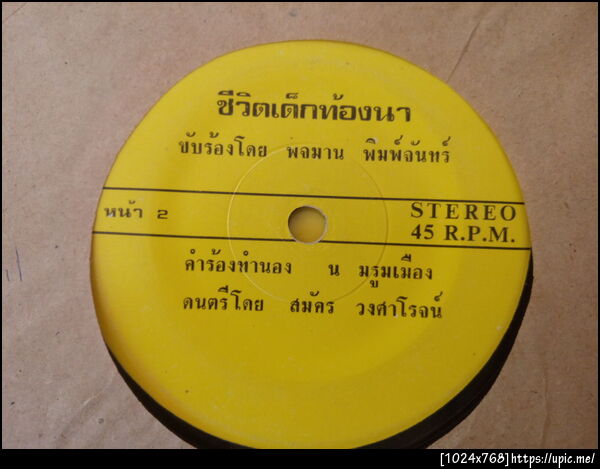 ชีวิตเด็กท้องนา
ขับร้องโดย พจมาน พิมพ์จันทร์
หน้า 2
STEREO
45 R.P.M.
คำร้องทำนอง น มรูมเมือง
ดนตรีโดย สมัคร วงศาโรจน์
[1024x768]https://upic.me/